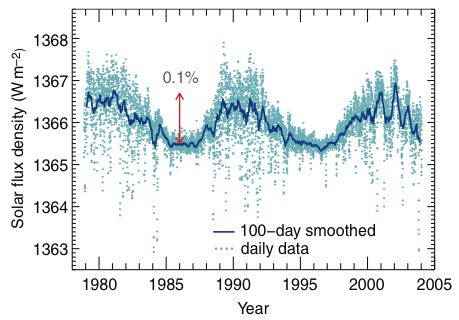 1368
1367
1366
1365
1364
1363
Solar flux density (W m−2)
0.1%
100−day smoothed
daily data
1980 1985 1990 1995 2000 2005
Year